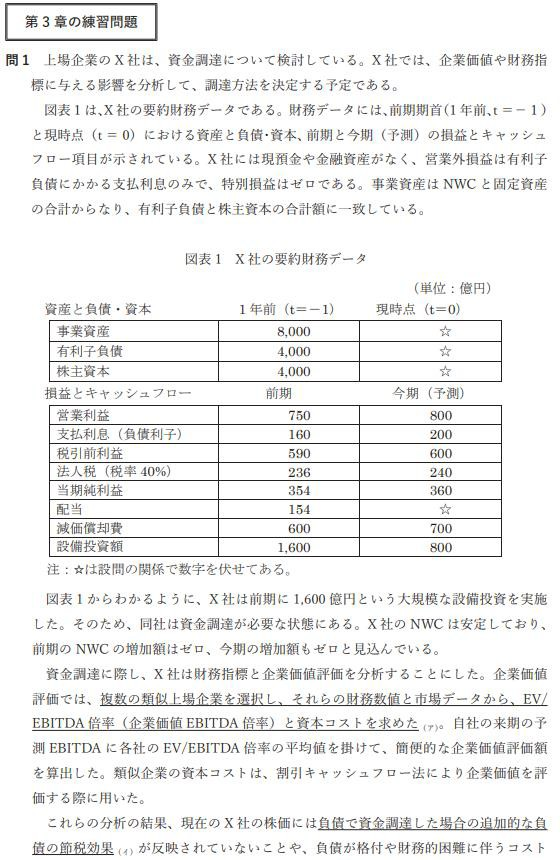 第3章の練習問題
問1 上場企業のX社は、資金調達について検討している。X社では、企業価値や財務指
標に与える影響を分析して、調達方法を決定する予定である。
図表1は、X社の要約財務データである。財務データには、前期期首(1年前、t＝－1)
と現時点(t＝0)における資産と負債・資本、前期と今期(予測)の損益とキャッシュ
フロー項目が示されている。X社には現預金や金融資産がなく、営業外損益は有利子
負債にかかる支払利息のみで、特別損益はゼロである。事業資産はNWCと固定資産
の合計からなり、有利子負債と株主資本の合計額に一致している。
図表1 X社の要約財務データ
(単位：億円)
資産と負債・資本 1年前(t=－1) 現時点(t=0)
事業資産 8,000 ☆
有利子負債 4,000 ☆
株主資本 4,000 ☆
損益とキャッシュフロー 前期 今期(予測)
営業利益 750 800
支払利息(負債利子) 160 200
税引前利益 590 600
法人税(税率40%) 236 240
当期純利益 354 360
配当 154 ☆
減価償却費 600 700
設備投資額 1,600 800
注：☆は設問の関係で数字を伏せてある。
図表1からわかるように、X社は前期に1,600億円という大規模な設備投資を実施
した。そのため、同社は資金調達が必要な状態にある。X社のNWCは安定しており、
前期のNWCの増加額はゼロ、今期の増加額もゼロと見込んでいる。
資金調達に際し、X社は財務指標と企業価値評価を分析することにした。企業価値
評価では、複数の類似上場企業を選択し、それらの財務数値と市場データから、EV/
EBITDA倍率(企業価値EBITDA倍率)と資本コストを求めた(ア)。自社の来期の予
測EBITDAに各社のEV/EBITDA倍率の平均値を掛けて、簡便的な企業価値評価額
を算出した。類似企業の資本コストは、割引キャッシュフロー法により企業価値を評
価する際に用いた。
これらの分析の結果、現在のX社の株価には負債で資金調達した場合の追加的な負
債の節税効果(イ)が反映されていないことや、負債が格付や財務的困難に伴うコスト